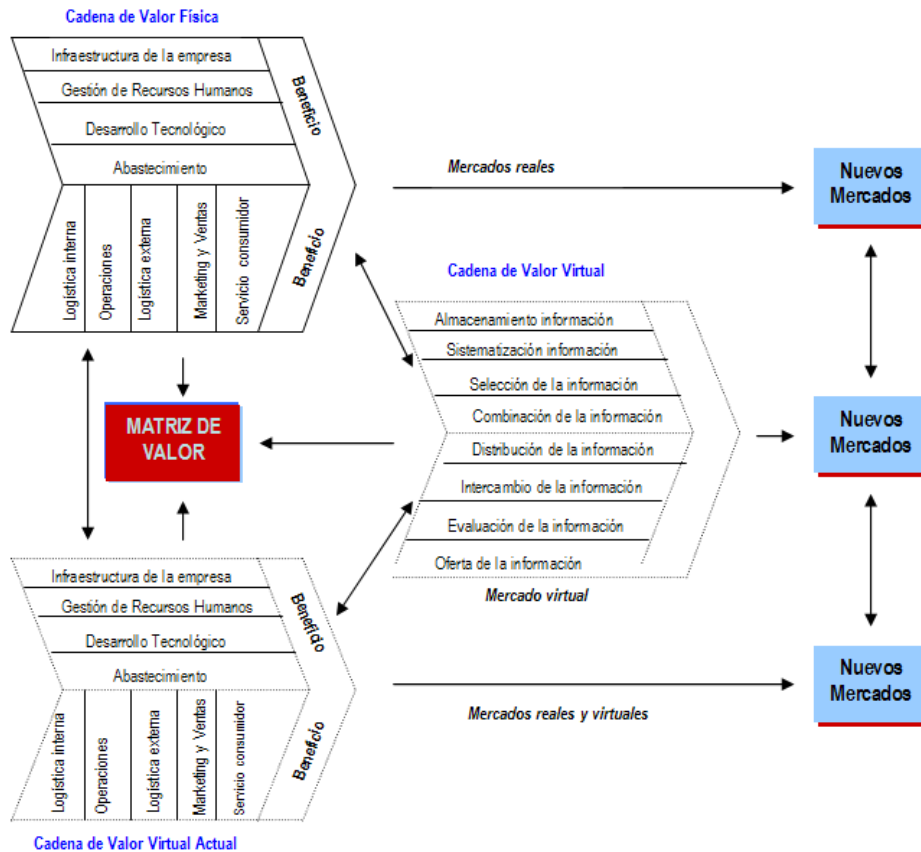 Cadena de Valor Física
Infraestructura de la empresa
Gestión de Recursos Humanos
Desarrollo Tecnológico
Abastecimiento
Logística interna
Operaciones
Logística externa
Marketing y Ventas
Servicio consumidor
Beneficio
Beneficio
Mercados reales
Nuevos
Mercados
Cadena de Valor Virtual
Almacenamiento información
Sistematización información
Selección de la información
Combinación de la información
Distribución de la información
Intercambio de la información
Evaluación de la información
Oferta de la información
Mercado virtual
Nuevos
Mercados
MATRIZ DE
VALOR
Infraestructura de la empresa
Gestión de Recursos Humanos
Desarrollo Tecnológico
Abastecimiento
Logística interna
Operaciones
Logística externa
Marketing y Ventas
Servicio consumidor
Beneficio
Beneficio
Mercados reales y virtuales
Nuevos
Mercados
Cadena de Valor Virtual Actual